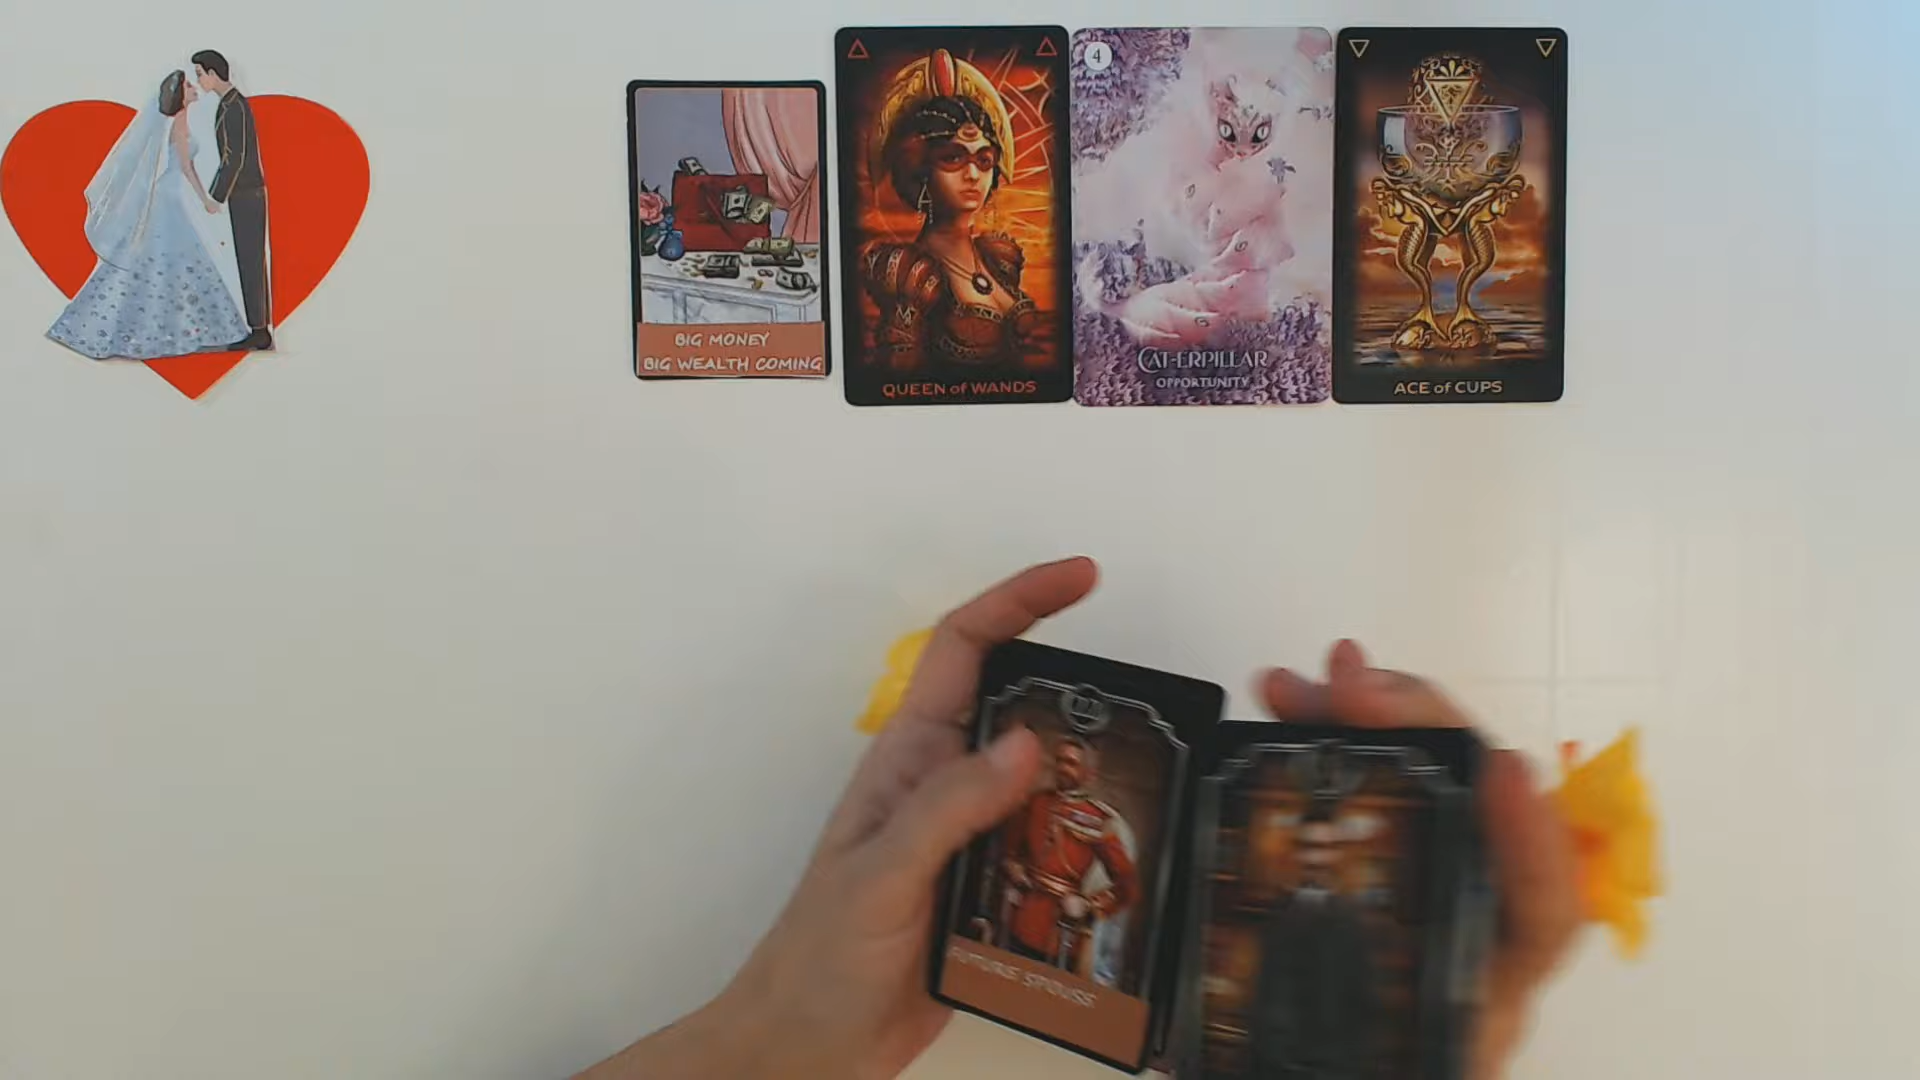 BIG MONEY
BIG WEALTH COMING
QUEEN of WANDS
4
CAT-ERPILLAR
OPPORTUNITY
ACE of CUPS
FUTURE SPOUSE